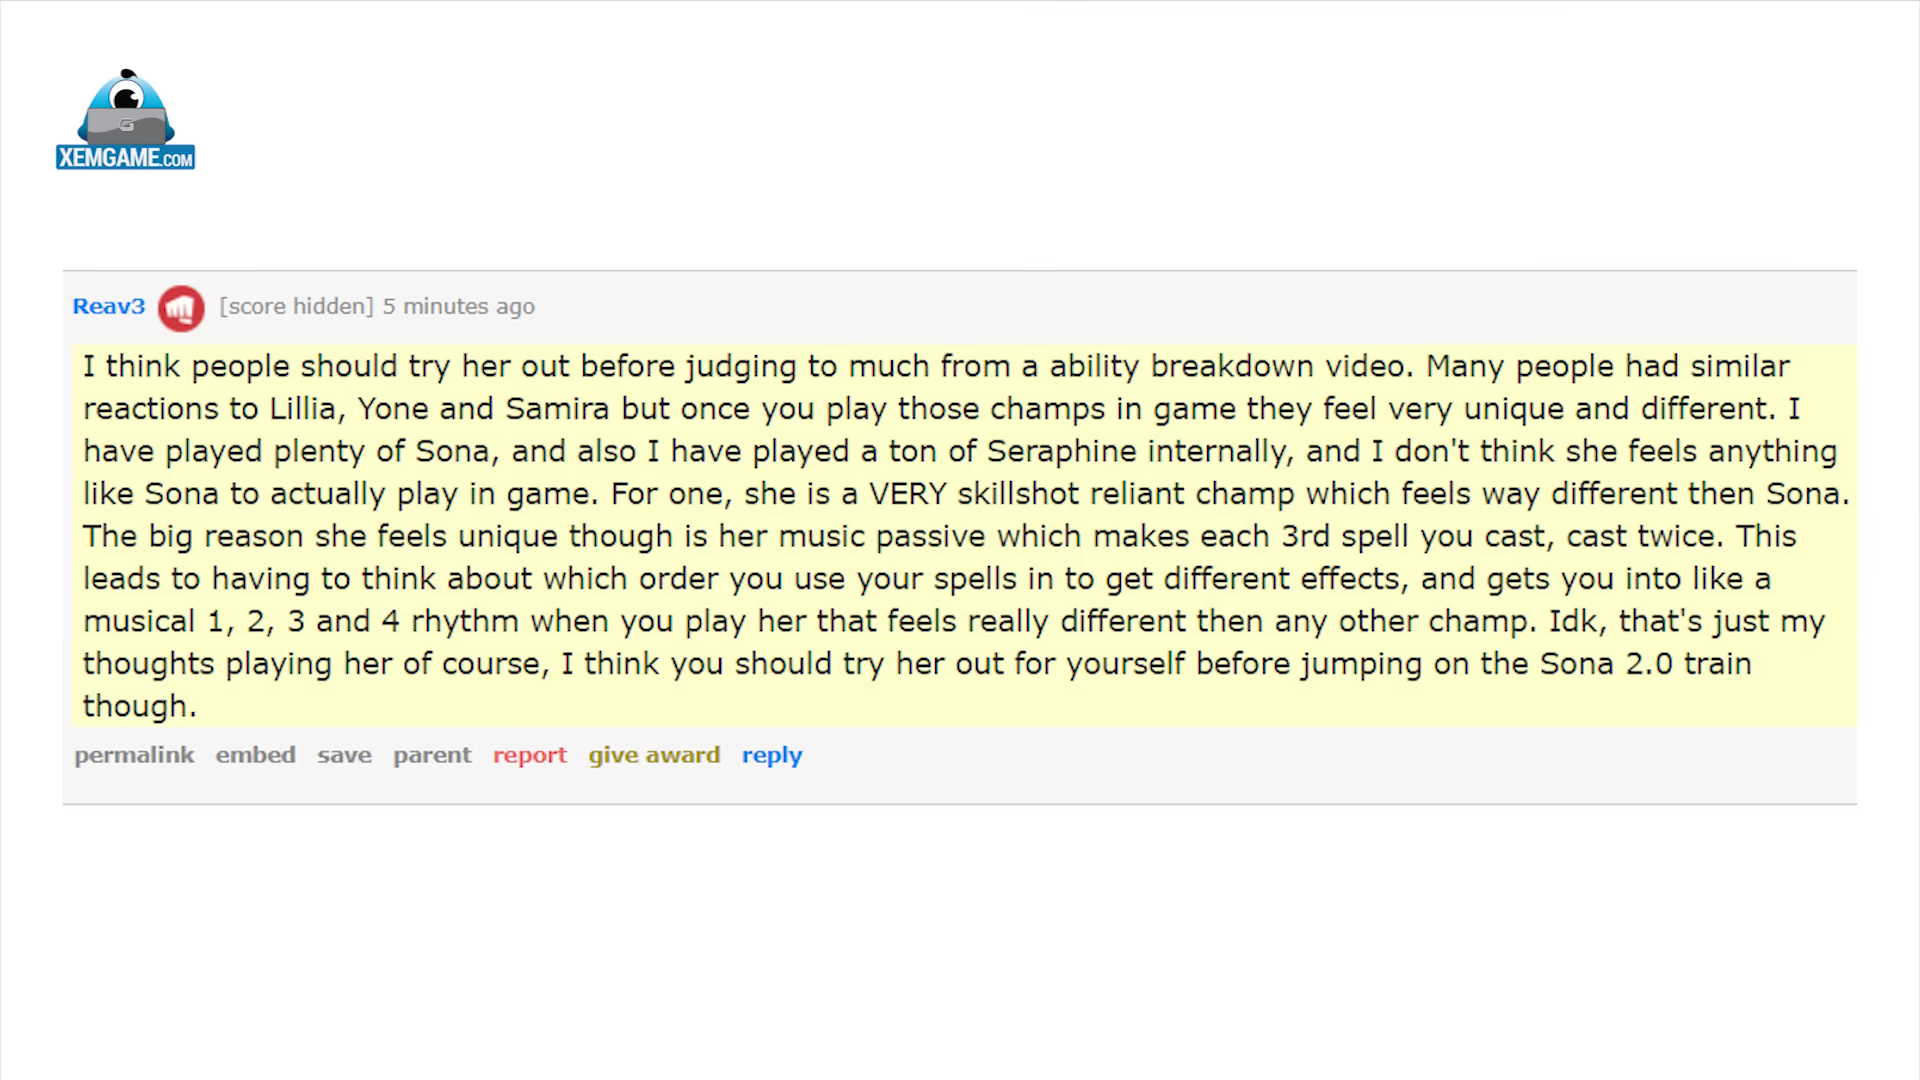 G
XEMGAME.COM
Reav3 [score hidden] 5 minutes ago
I think people should try her out before judging to much from a ability breakdown video. Many people had similar
reactions to Lillia, Yone and Samira but once you play those champs in game they feel very unique and different. I
have played plenty of Sona, and also I have played a ton of Seraphine internally, and I don't think she feels anything
like Sona to actually play in game. For one, she is a VERY skillshot reliant champ which feels way different then Sona.
The big reason she feels unique though is her music passive which makes each 3rd spell you cast, cast twice. This
leads to having to think about which order you use your spells in to get different effects, and gets you into like a
musical 1, 2, 3 and 4 rhythm when you play her that feels really different then any other champ. Idk, that's just my
thoughts playing her of course, I think you should try her out for yourself before jumping on the Sona 2.0 train
though.
permalink embed save parent report give award reply